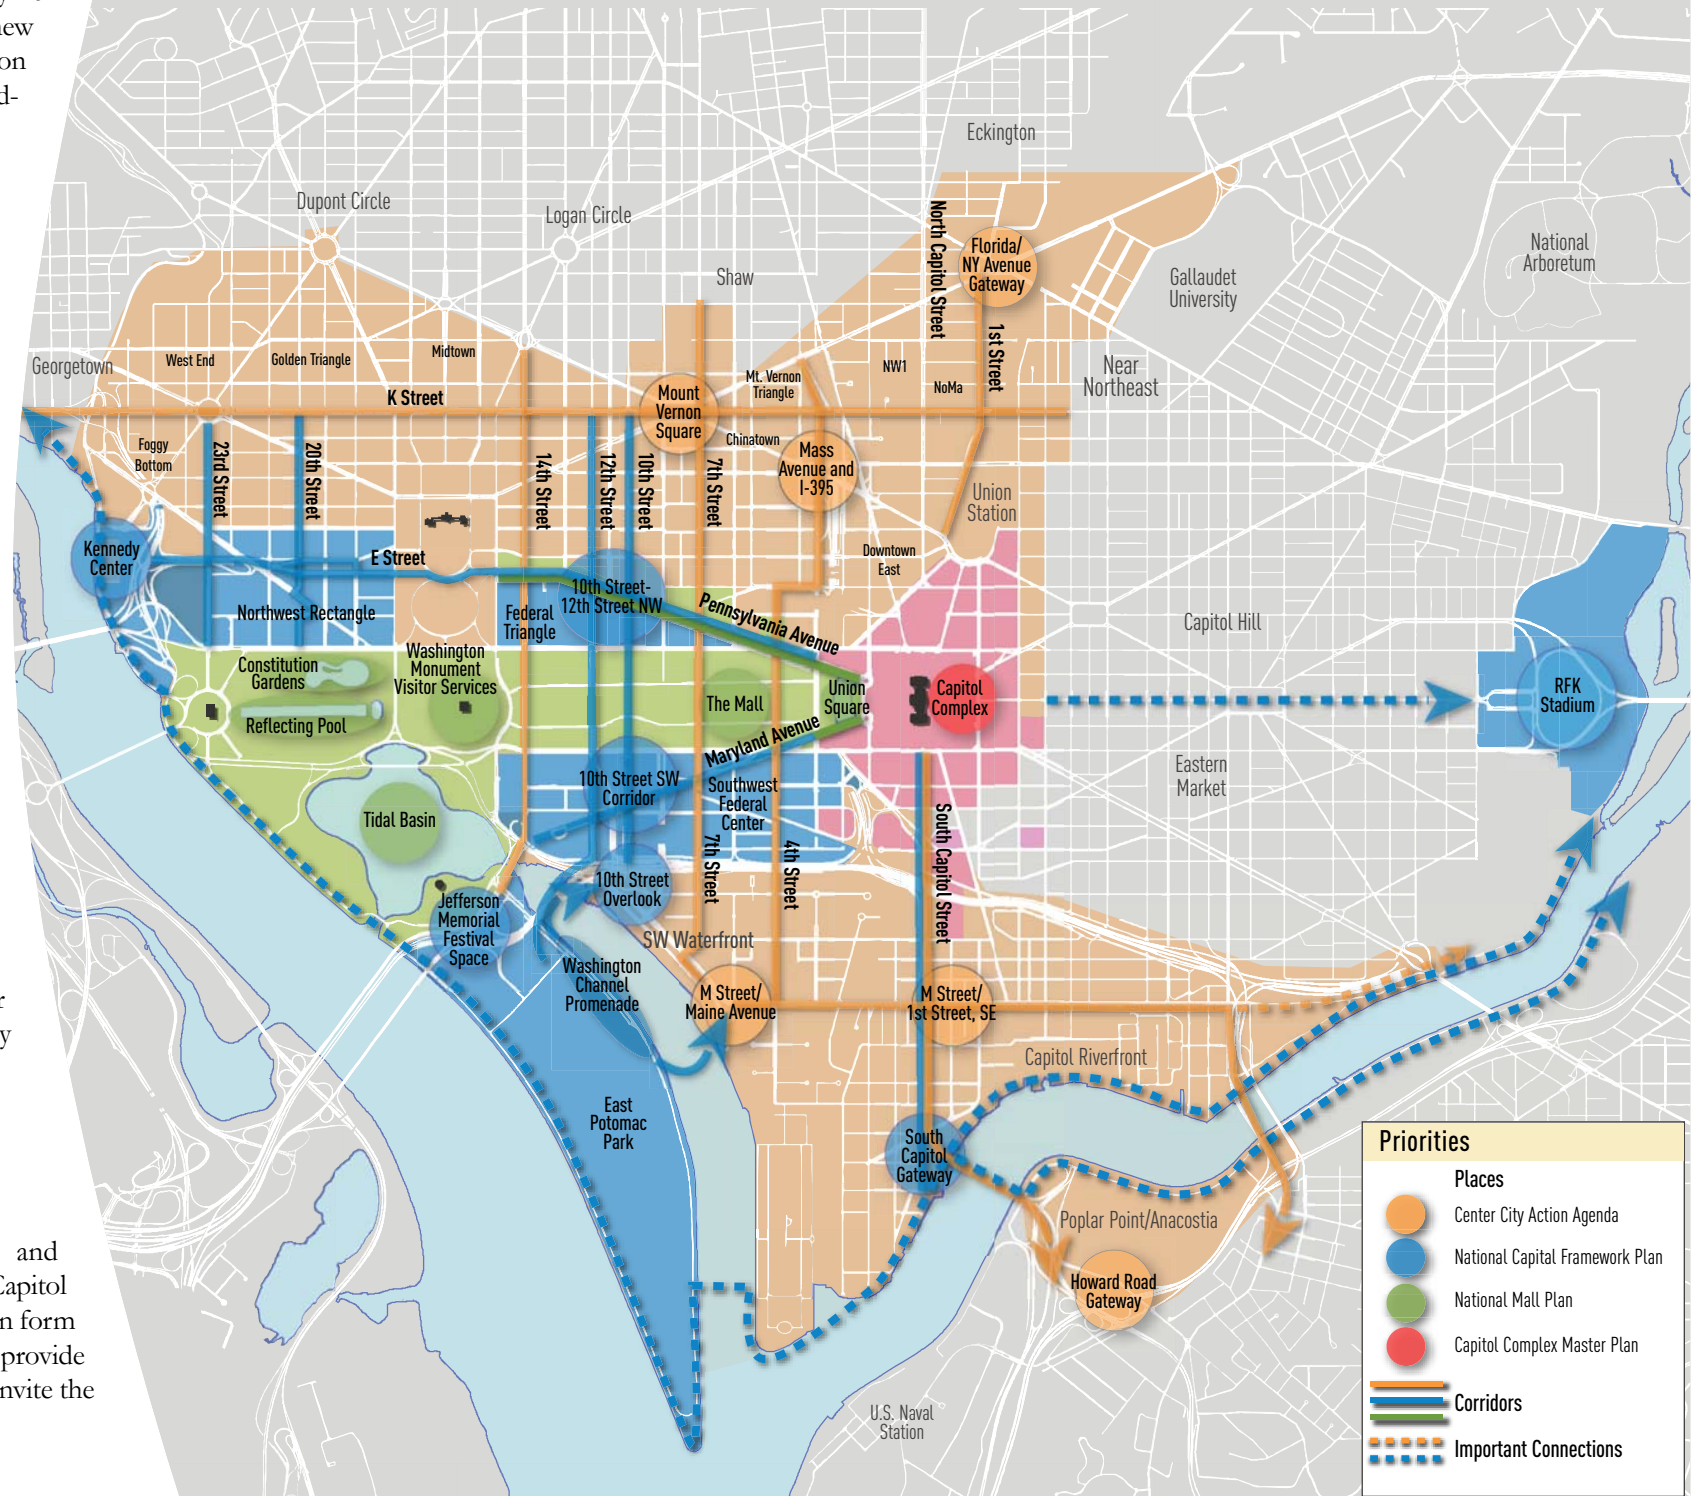 new
on
d-
r
y
and
Capitol
n form
provide
nvite the
Eckington
Dupont Circle
Logan Circle
Shaw
National
Arboretum
Gallaudet
University
North Capitol Street
Florida/
NY Avenue
Gateway
1st Street
Near
Northeast
Georgetown
West End
Golden Triangle
Midtown
K Street
Mt. Vernon
Triangle
NW1
NoMa
Mount
Vernon
Square
Chinatown
Mass
Avenue and
I-395
Foggy
Bottom
23rd Street
20th Street
14th Street
12th Street
10th Street
7th Street
Union
Station
Downtown
East
Kennedy
Center
E Street
10th Street-
12th Street NW
Northwest Rectangle
Federal
Triangle
Pennsylvania Avenue
Capitol Hill
Constitution
Gardens
Washington
Monument
Visitor Services
Reflecting Pool
The Mall
Union
Square
Capitol
Complex
RFK
Stadium
Maryland Avenue
10th Street SW
Corridor
Southwest
Federal
Center
Eastern
Market
Tidal Basin
7th Street
4th Street
South Capitol Street
10th Street
Overlook
Jefferson
Memorial
Festival
Space
SW Waterfront
Washington
Channel
Promenade
M Street/
Maine Avenue
M Street/
1st Street, SE
Capitol Riverfront
East
Potomac
Park
South
Capitol
Gateway
Poplar Point/Anacostia
Howard Road
Gateway
U.S. Naval
Station
Priorities
Places
Center City Action Agenda
National Capital Framework Plan
National Mall Plan
Capitol Complex Master Plan
Corridors
Important Connections